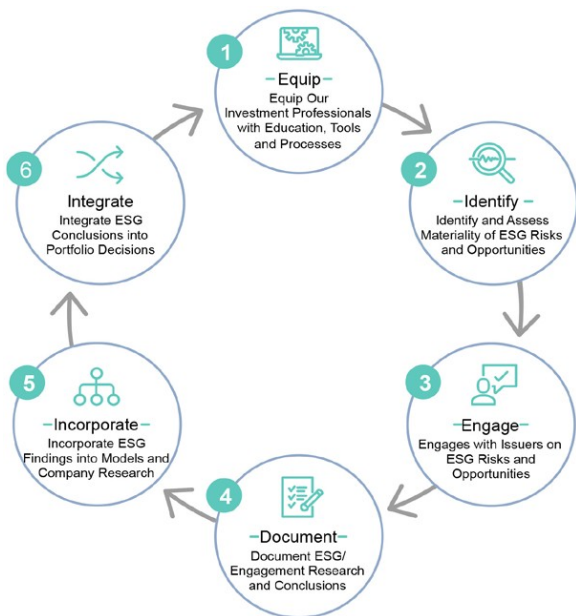 1
Equip
Equip Our
Investment Professionals
with Education, Tools
and Processes
2
Identify
Identify and Assess
Materiality of ESG Risks
and Opportunities
3
Engage
Engages with Issuers on
ESG Risks and
Opportunities
4
Document
Document ESG/
Engagement Research
and Conclusions
5
Incorporate
Incorporate ESG
Findings into Models and
Company Research
6
Integrate
Integrate ESG
Conclusions into
Portfolio Decisions